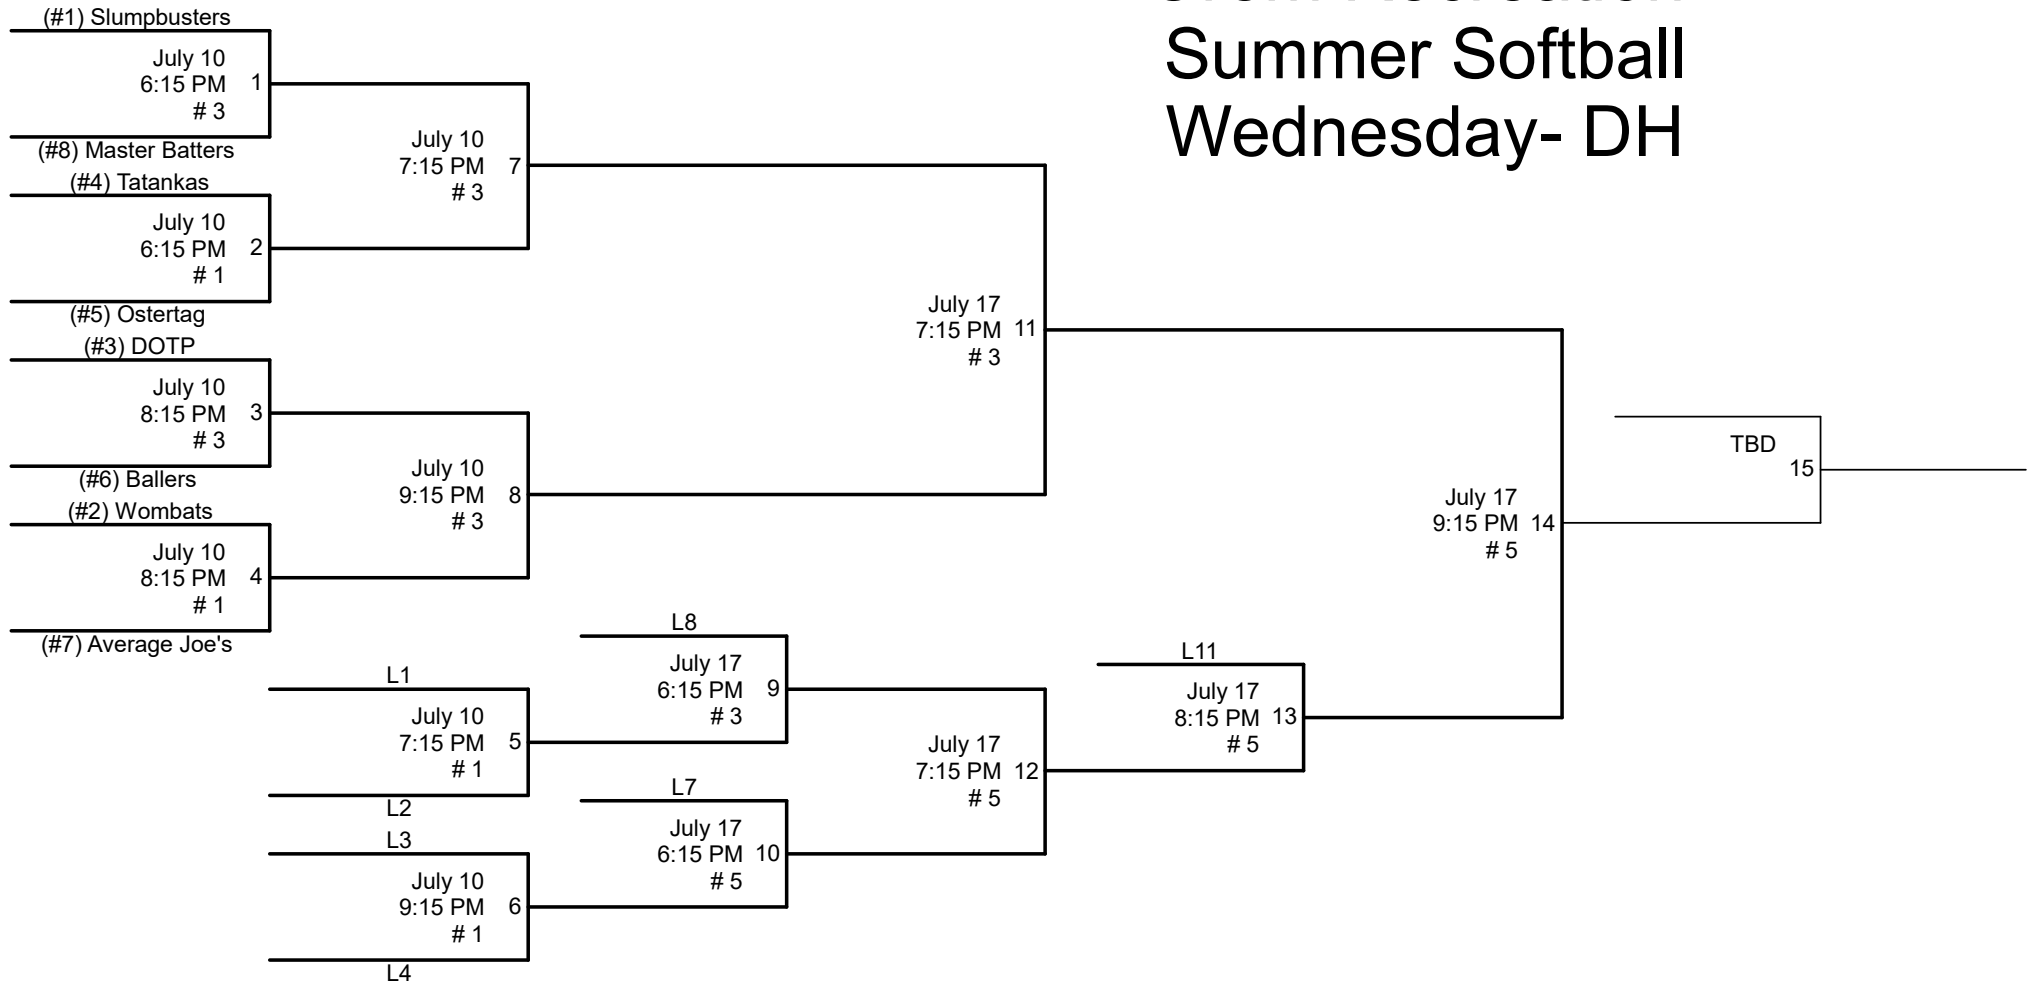 Summer Softball
Wednesday- DH
(#1) Slumpbusters
July 10
6:15 PM 1
# 3
(#8) Master Batters
(#4) Tatankas
July 10
6:15 PM 2
# 1
(#5) Ostertag
(#3) DOTP
July 10
8:15 PM 3
# 3
(#6) Ballers
(#2) Wombats
July 10
8:15 PM 4
# 1
(#7) Average Joe's
July 10
7:15 PM 7
# 3
July 10
9:15 PM 8
# 3
L1
July 10
7:15 PM 5
# 1
L2
L3
July 10
9:15 PM 6
# 1
L4
L8
July 17
6:15 PM 9
# 3
L7
July 17
6:15 PM 10
# 5
July 17
7:15 PM 11
# 3
July 17
7:15 PM 12
# 5
L11
July 17
8:15 PM 13
# 5
July 17
9:15 PM 14
# 5
TBD
15